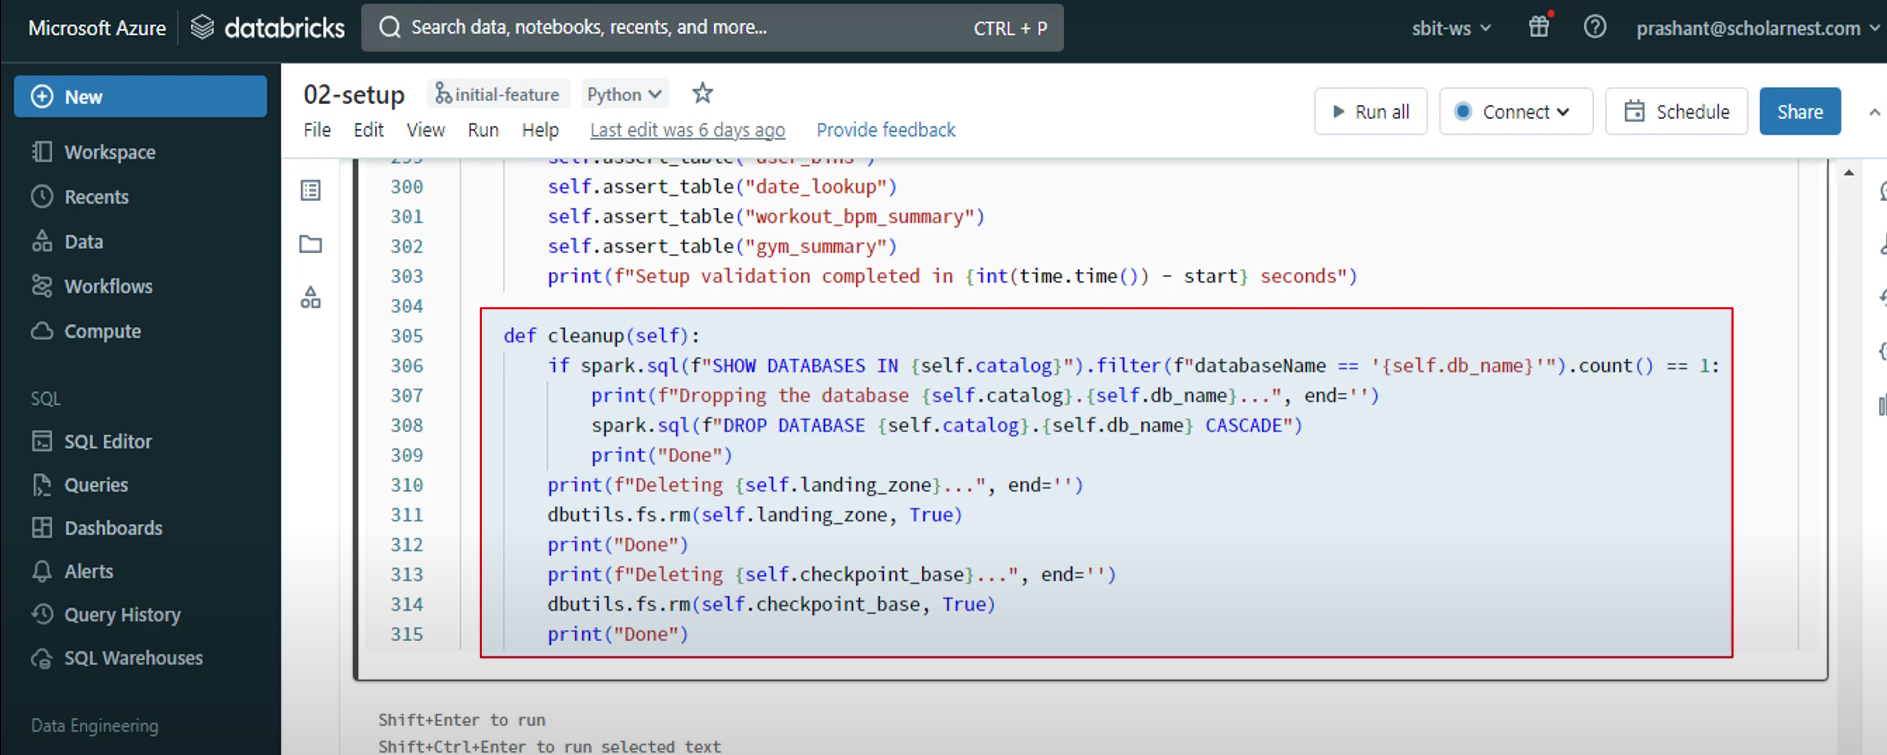 Microsoft Azure databricks Search data, notebooks, recents, and more... CTRL + P sbit-ws prashant@scholarnest.com
New
Workspace
Recents
Data
Workflows
Compute
SQL
SQL Editor
Queries
Dashboards
Alerts
Query History
SQL Warehouses
Data Engineering
02-setup initial-feature Python
File Edit View Run Help Last edit was 6 days ago Provide feedback
Run all Connect Schedule Share
299 self.assert_table("user_bins")
300 self.assert_table("date_lookup")
301 self.assert_table("workout_bpm_summary")
302 self.assert_table("gym_summary")
303 print(f"Setup validation completed in {int(time.time()) - start} seconds")
304
305 def cleanup(self):
306 if spark.sql(f"SHOW DATABASES IN {self.catalog}").filter(f"databaseName == '{self.db_name}'").count() == 1:
307 print(f"Dropping the database {self.catalog}.{self.db_name}...", end='')
308 spark.sql(f"DROP DATABASE {self.catalog}.{self.db_name} CASCADE")
309 print("Done")
310 print(f"Deleting {self.landing_zone}...", end='')
311 dbutils.fs.rm(self.landing_zone, True)
312 print("Done")
313 print(f"Deleting {self.checkpoint_base}...", end='')
314 dbutils.fs.rm(self.checkpoint_base, True)
315 print("Done")
Shift+Enter to run
Shift+Ctrl+Enter to run selected text